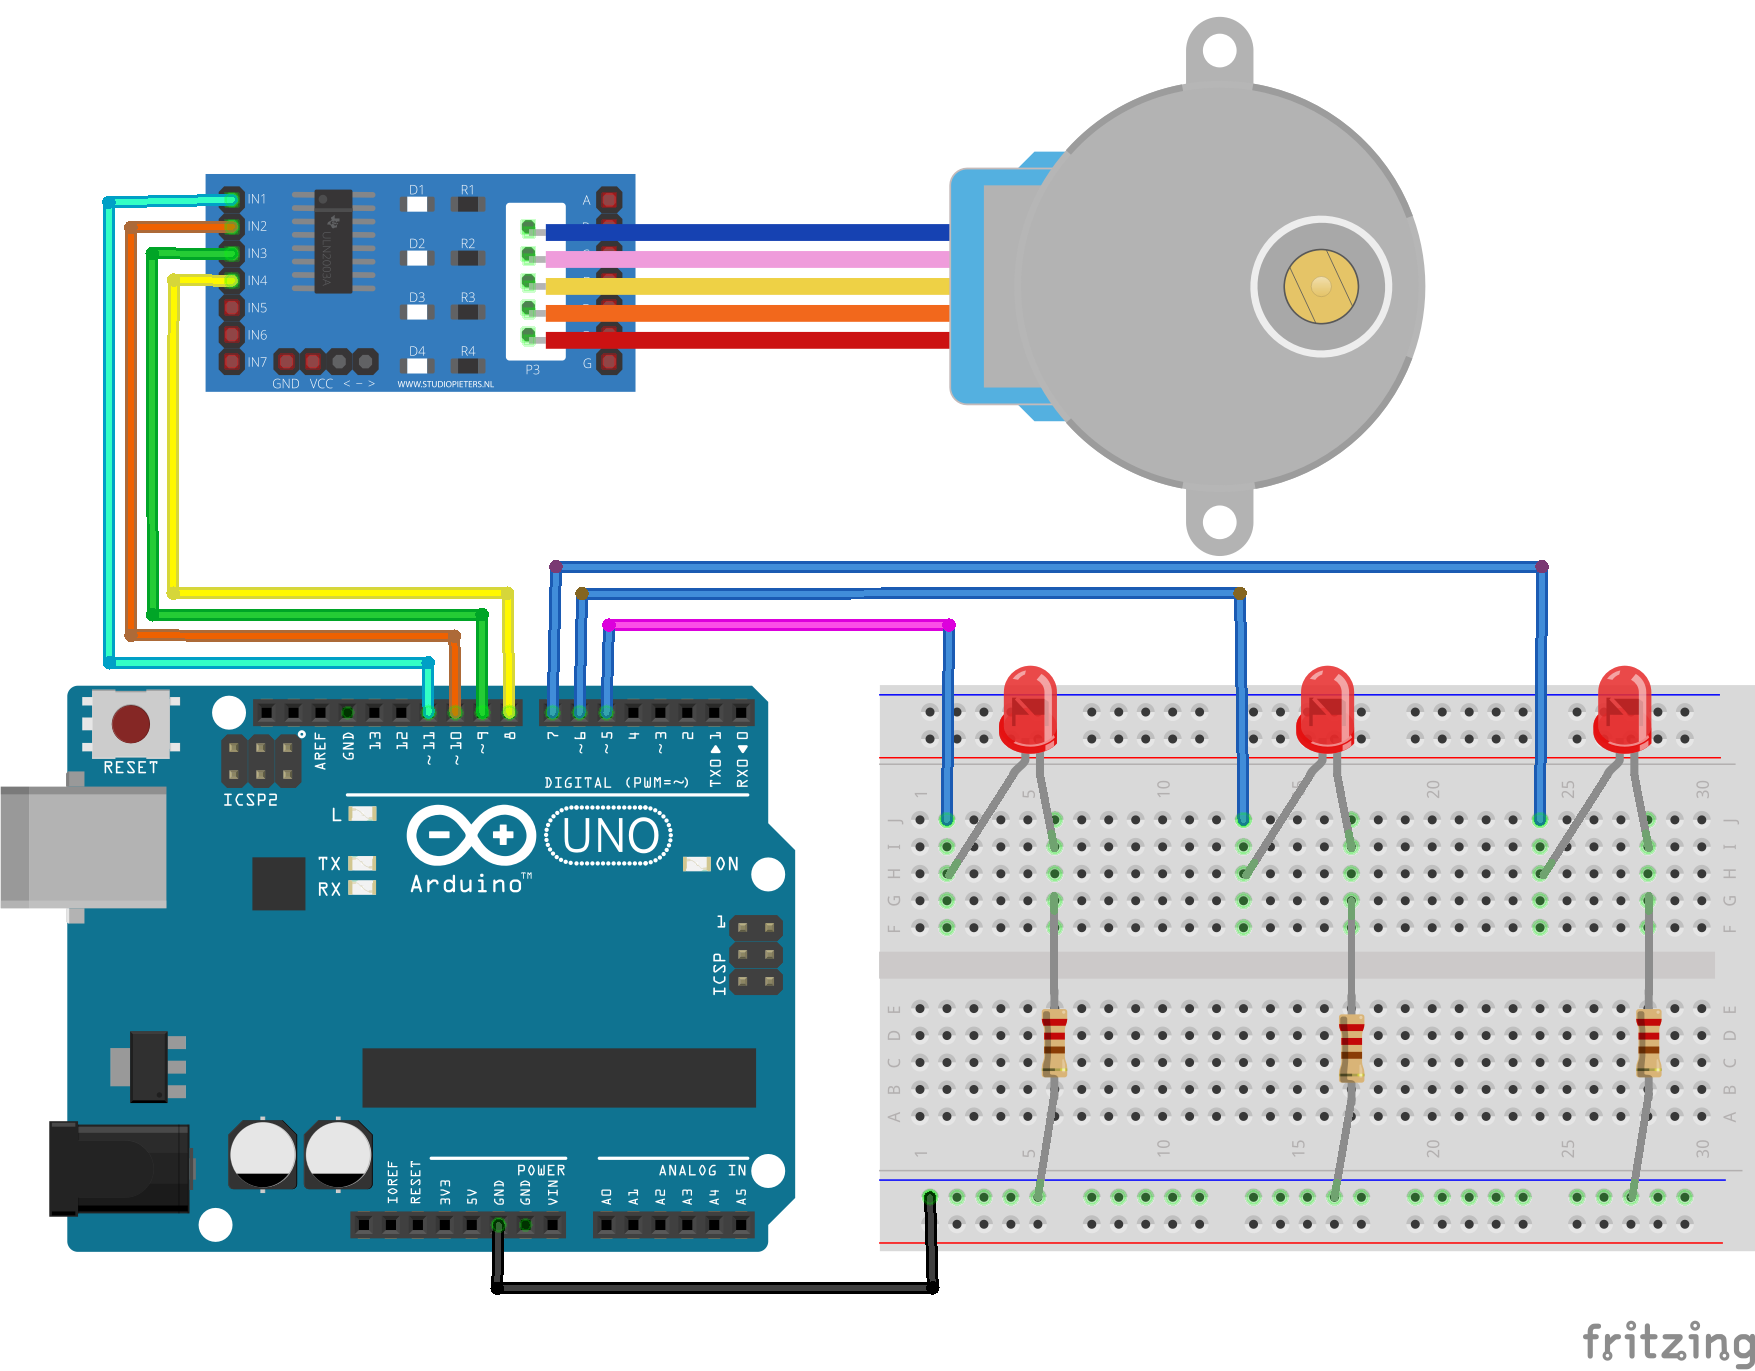 IN1
IN2
IN3
IN4
IN5
IN6
IN7
ULN2003A
D1 R1
D2 R2
D3 R3
D4 R4
A
G
P3
GND VCC < - >
WWW.STUDIOPIETERS.NL
RESET
ICSP2
AREF
GND
13
12
~11
~10
~9
8
7
~6
~5
4
~3
2
TX0▶1
RX0◀0
DIGITAL (PWM=~)
L
TX
RX
UNO
ON
Arduino™
1
ICSP
POWER
ANALOG IN
IOREF
RESET
3V3
5V
GND
GND
VIN
A0
A1
A2
A3
A4
A5
1 5 10 15 20 25 30
J J
I I
H H
G G
F F
E E
D D
C C
B B
A A
1 5 10 15 20 25 30
fritzing